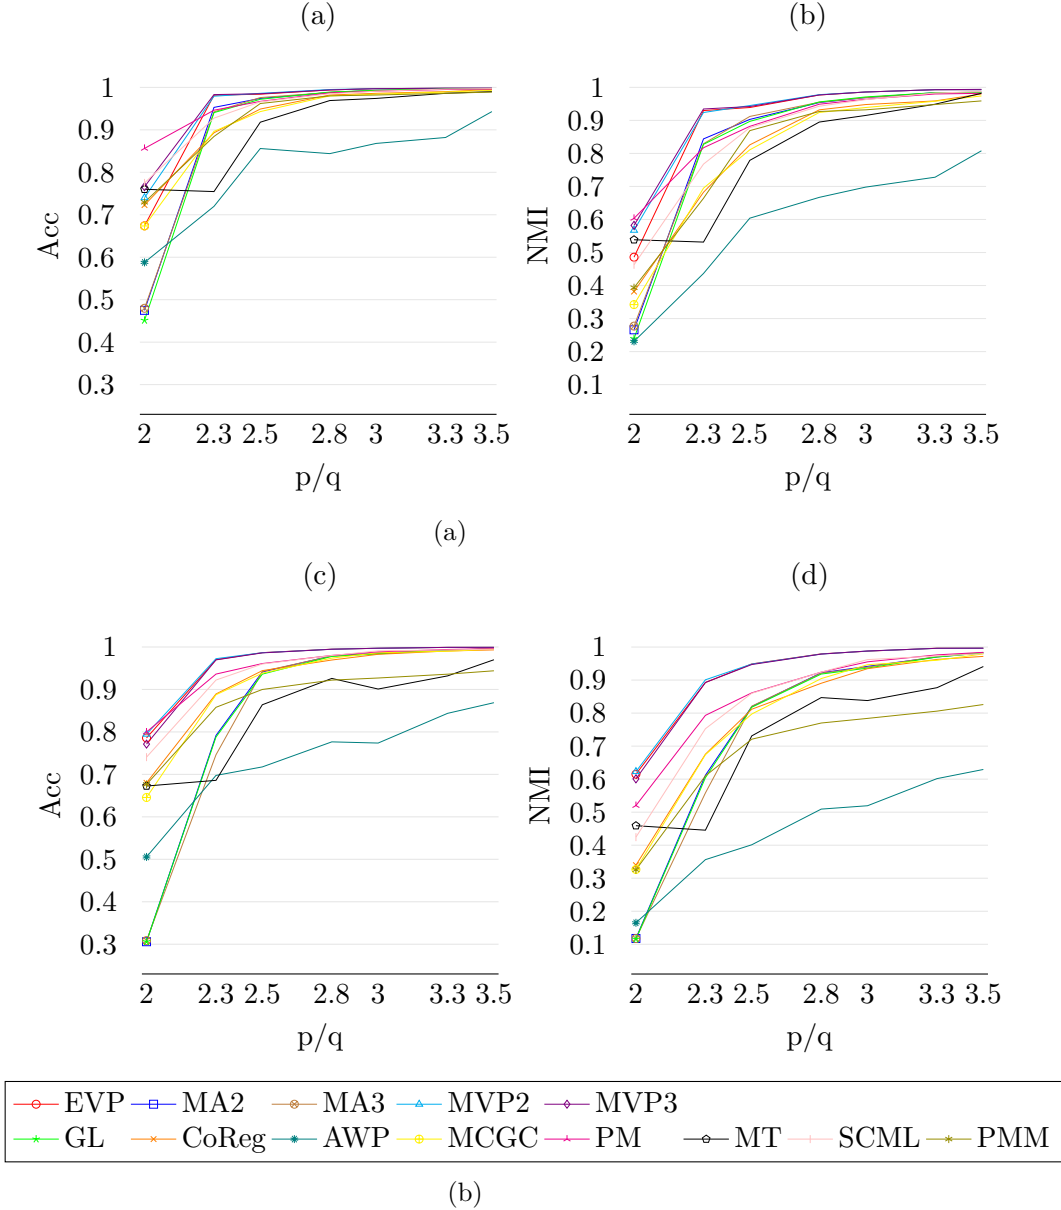 (a) (b)
1
0.9
0.8
0.7
0.6
0.5
0.4
0.3
Acc
2 2.3 2.5 2.8 3 3.3 3.5
p/q
1
0.9
0.8
0.7
0.6
0.5
0.4
0.3
0.2
0.1
NMI
2 2.3 2.5 2.8 3 3.3 3.5
p/q
(a)
(c) (d)
1
0.9
0.8
0.7
0.6
0.5
0.4
0.3
Acc
2 2.3 2.5 2.8 3 3.3 3.5
p/q
1
0.9
0.8
0.7
0.6
0.5
0.4
0.3
0.2
0.1
NMI
2 2.3 2.5 2.8 3 3.3 3.5
p/q
EVP MA2 MA3 MVP2 MVP3
GL CoReg AWP MCGC PM MT SCML PMM
(b)